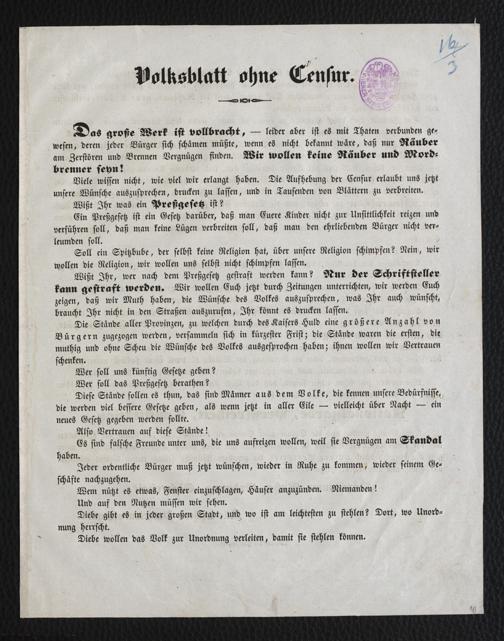 16/3
Volksblatt ohne Censur.
Das große Werk ist vollbracht, — leider aber ist es mit Thaten verbunden ge-
wesen, deren jeder Bürger sich schämen müßte, wenn es nicht bekannt wäre, daß nur Räuber
am Zerstören und Brennen Vergnügen finden. Wir wollen keine Räuber und Mord-
brenner seyn!
Viele wissen nicht, wie viel wir erlangt haben. Die Aufhebung der Censur erlaubt uns jetzt
unsere Wünsche auszusprechen, drucken zu lassen, und in Tausenden von Blättern zu verbreiten.
Wißt Ihr was ein Preßgesetz ist?
Ein Preßgesetz ist ein Gesetz darüber, daß man Euere Kinder nicht zur Unsittlichkeit reizen und
verführen soll, daß man keine Lügen verbreiten soll, daß man den ehrliebenden Bürger nicht ver-
leumden soll.
Soll ein Spitzbube, der selbst keine Religion hat, über unsere Religion schimpfen? Nein, wir
wollen die Religion, wir wollen uns selbst nicht schimpfen lassen.
Wißt Ihr, wer nach dem Preßgesetz gestraft werden kann? Nur der Schriftsteller
kann gestraft werden. Wir wollen Euch jetzt durch Zeitungen unterrichten, wir werden Euch
zeigen, daß wir Muth haben, die Wünsche des Volkes auszusprechen, was Ihr auch wünscht,
braucht Ihr nicht in den Straßen auszurufen, Ihr könnt es drucken lassen.
Die Stände aller Provinzen, zu welchen durch des Kaisers Huld eine größere Anzahl von
Bürgern zugezogen werden, versammeln sich in kürzester Frist; die Stände waren die ersten, die
muthig und ohne Scheu die Wünsche des Volkes ausgesprochen haben; ihnen wollen wir Vertrauen
schenken.
Wer soll uns künftig Gesetze geben?
Wer soll das Preßgesetz berathen?
Diese Stände sollen es thun, das sind Männer aus dem Volke, die kennen unsere Bedürfnisse,
die werden viel bessere Gesetze geben, als wenn jetzt in aller Eile — vielleicht über Nacht — ein
neues Gesetz gegeben werden sollte.
Also Vertrauen auf diese Stände!
Es sind falsche Freunde unter uns, die uns aufreizen wollen, weil sie Vergnügen am Skandal
haben.
Jeder ordentliche Bürger muß jetzt wünschen, wieder in Ruhe zu kommen, wieder seinem Ge-
schäfte nachzugehen.
Wem nützt es etwas, Fenster einzuschlagen, Häuser anzuzünden. Niemanden!
Und auf den Nutzen müssen wir sehen.
Diebe gibt es in jeder großen Stadt, und wo ist am leichtesten zu stehlen? Dort, wo Unord-
nung herrscht.
Diebe wollen das Volk zur Unordnung verleiten, damit sie stehlen können.